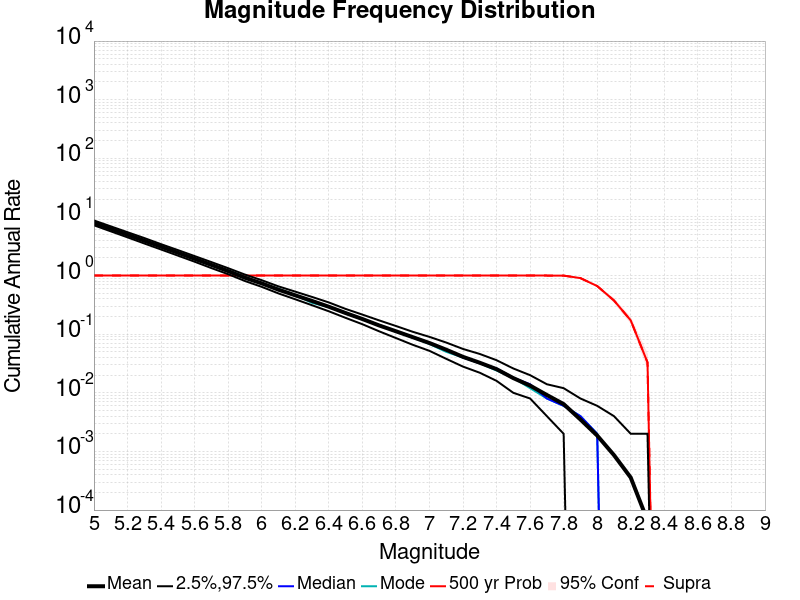 Magnitude Frequency Distribution
Cumulative Annual Rate
10 4
10 3
10 2
10 1
10 0
10 -1
10 -2
10 -3
10 -4
5 5.2 5.4 5.6 5.8 6 6.2 6.4 6.6 6.8 7 7.2 7.4 7.6 7.8 8 8.2 8.4 8.6 8.8 9
Magnitude
Mean 2.5%,97.5% Median Mode 500 yr Prob 95% Conf Supra